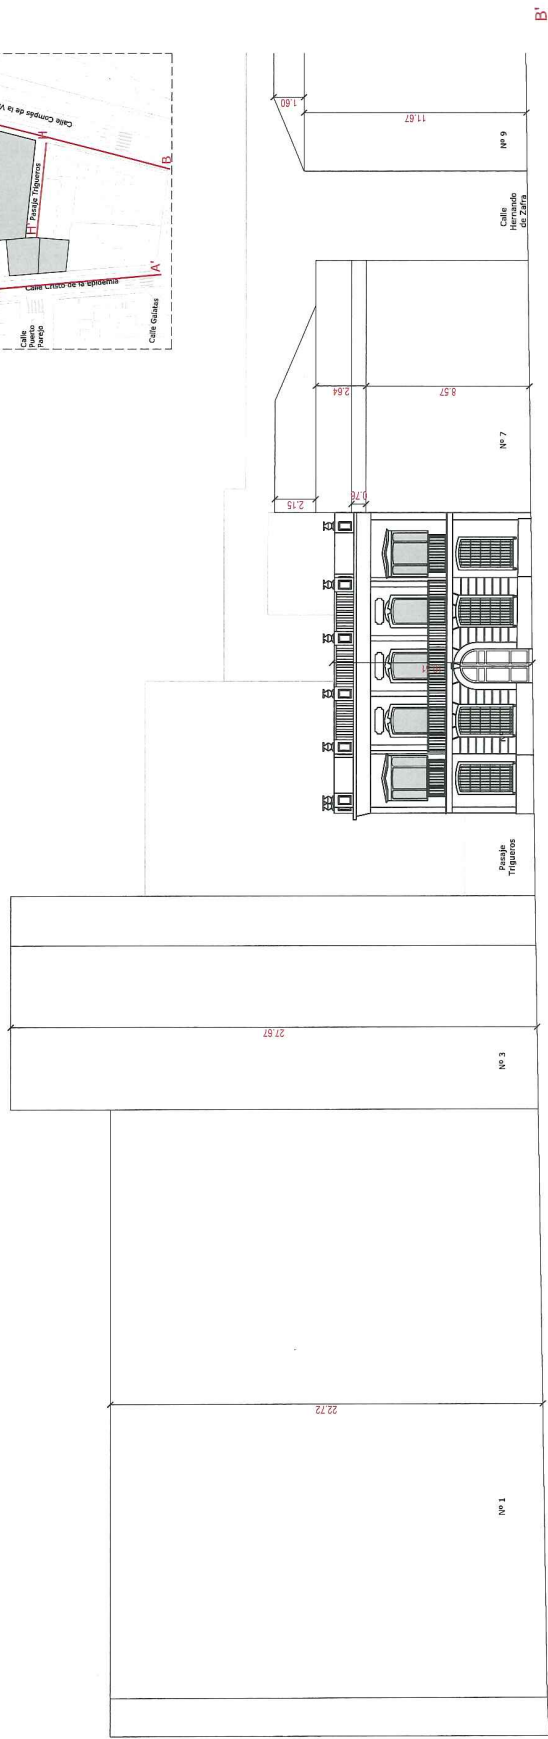 B'
Calle Compás de la V
H
Pasaje Trigueros
H'
B
A'
Calle Cristo de la Epidemia
Calle
Puerto
Parejo
Calle Gálatas
1.60
11.67
Nº 9
Calle
Hernando
de Zafra
2.64
8.57
Nº 7
2.15
0.76
Pasaje
Trigueros
27.67
Nº 3
22.72
Nº 1